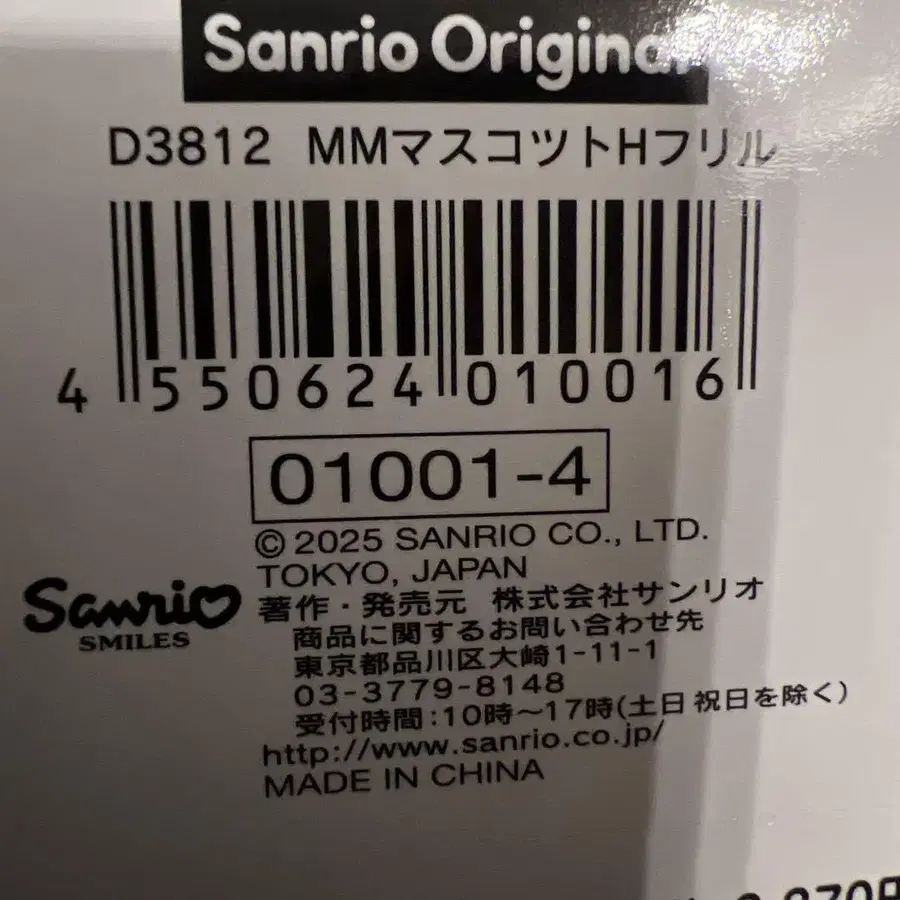 Sanrio Original
D3812 MMマスコツトHフリル
4 550624 010016
01001-4
© 2025 SANRIO CO., LTD.
TOKYO, JAPAN
Sanrio
SMILES
著作・発売元 株式会社サンリオ
商品に関するお問い合わせ先
東京都品川区大崎1-11-1
03-3779-8148
受付時間:10時〜17時(土日祝日を除く)
http://www.sanrio.co.jp/
MADE IN CHINA